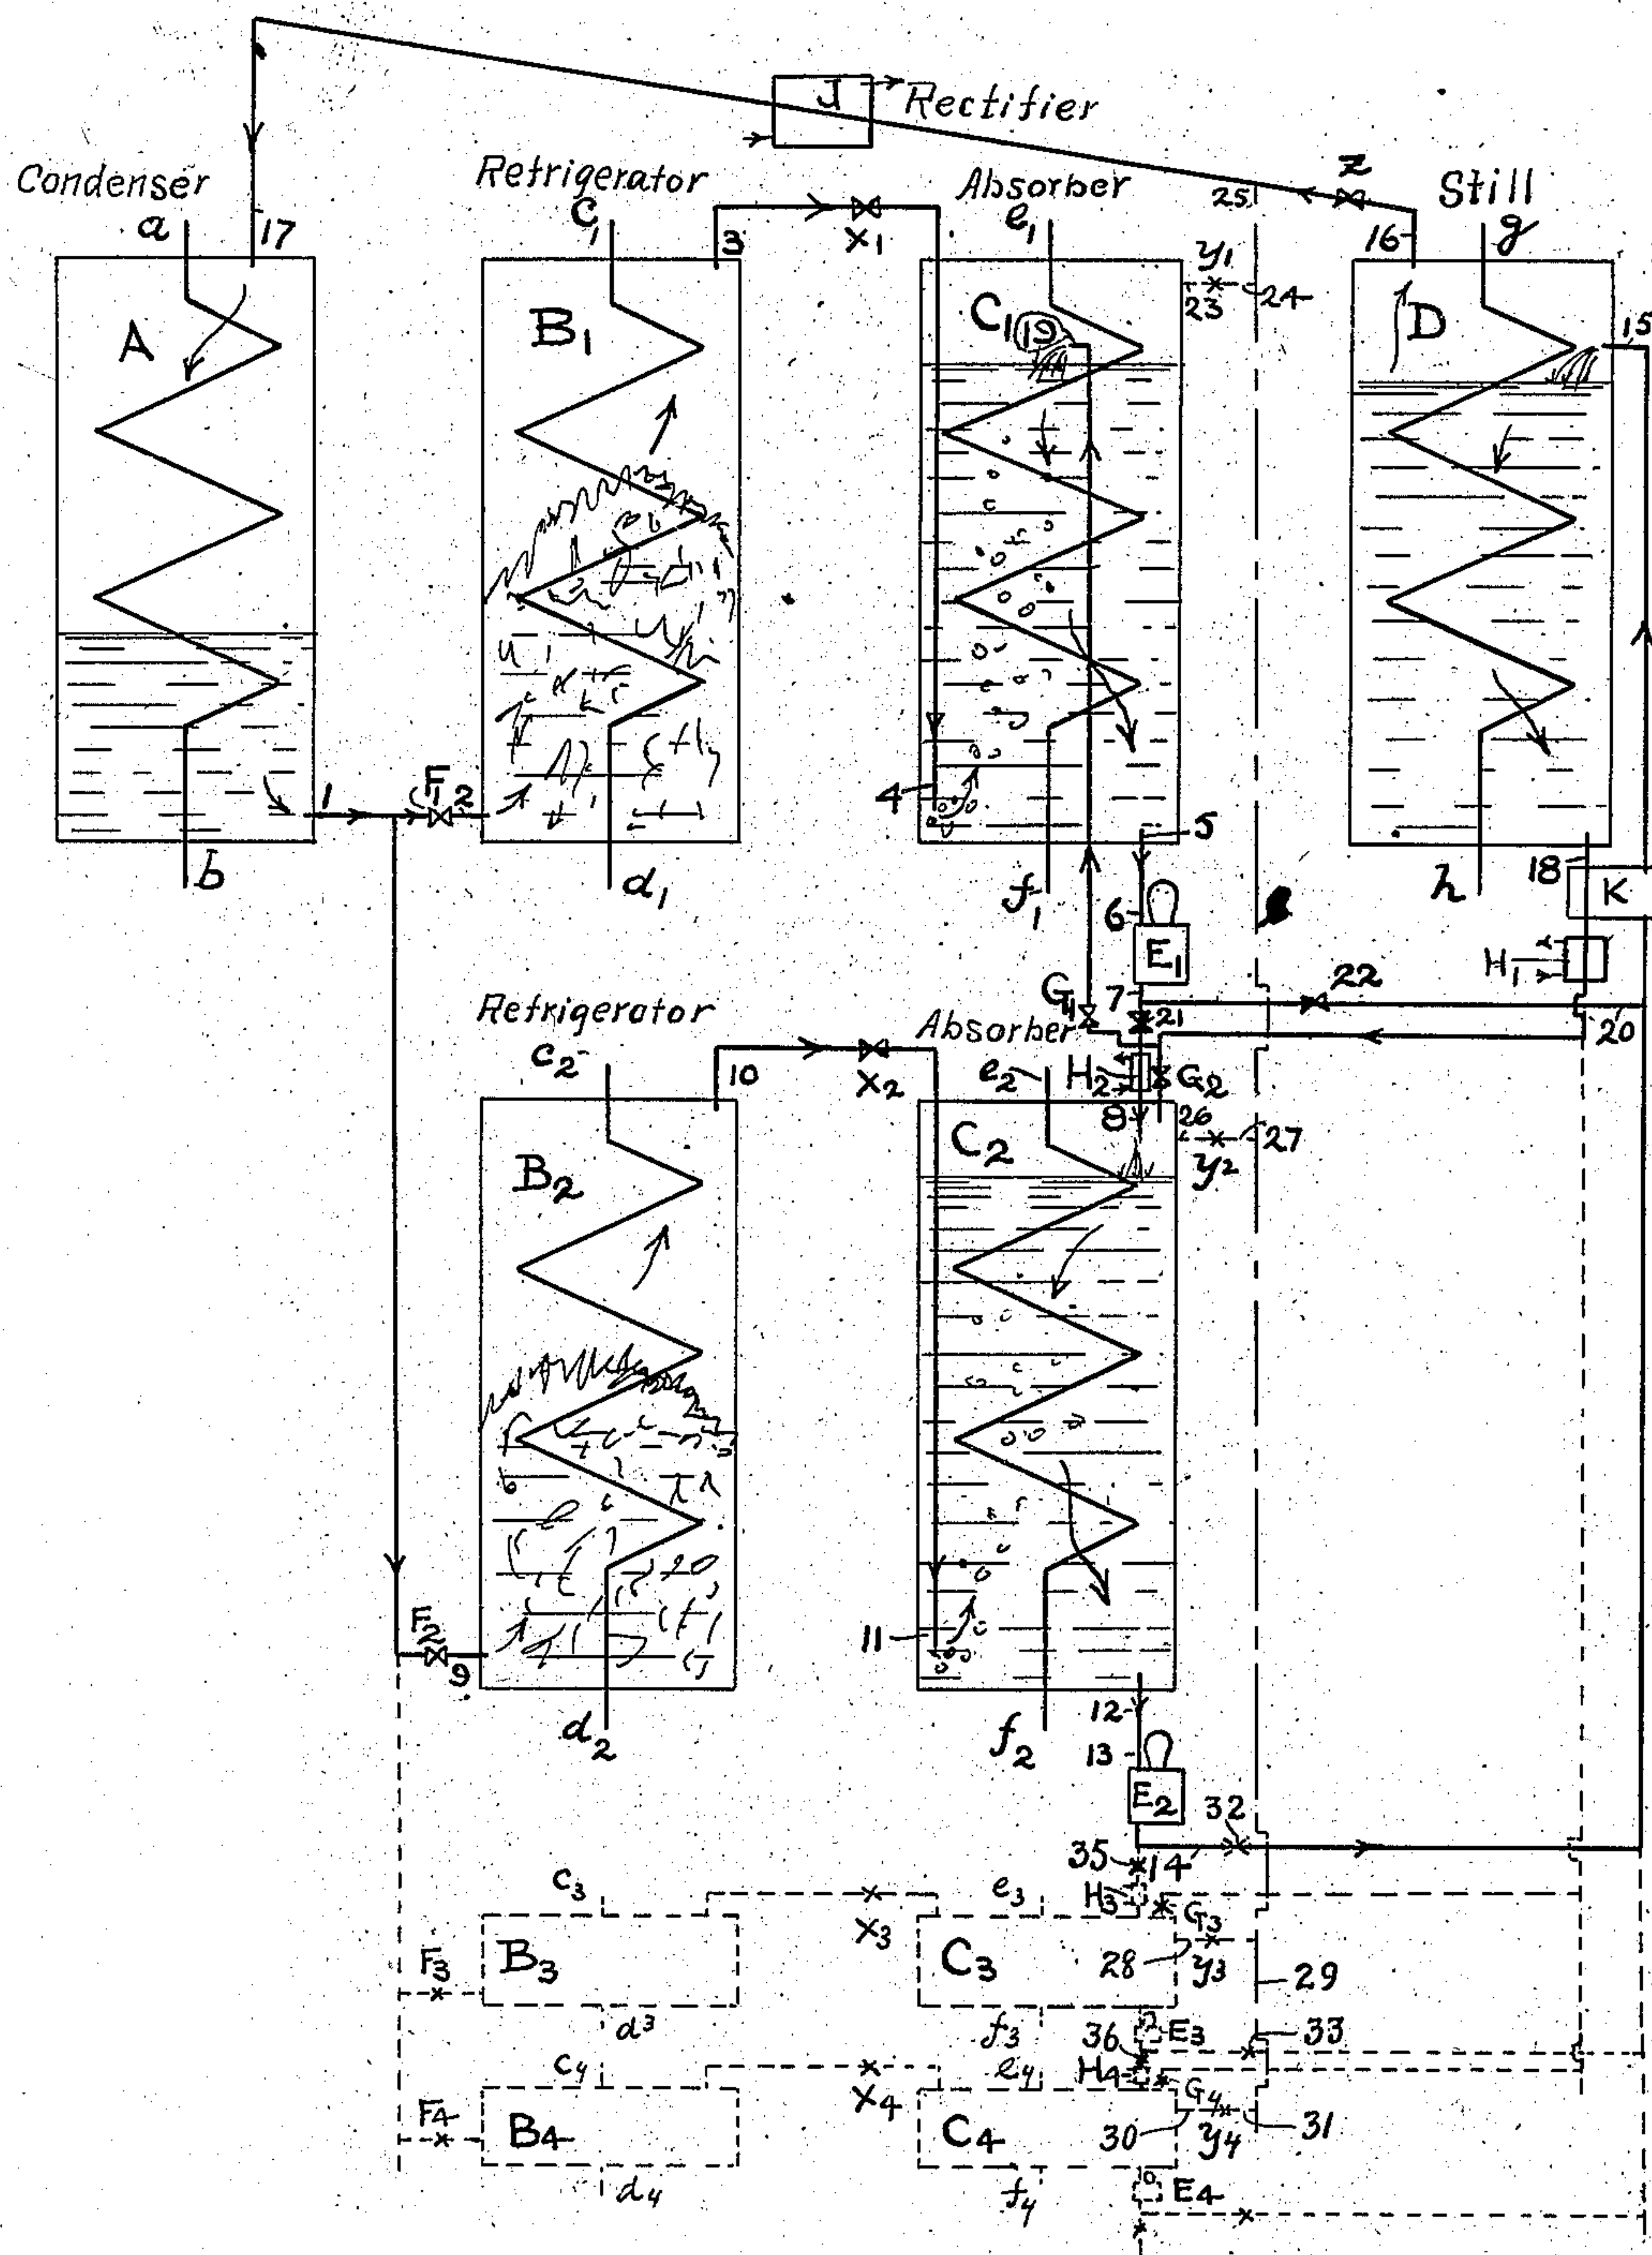 J Rectifier
Condenser
Refrigerator
Absorber
Z
Still
a
17
C1
3
X1
e1
25
16
g
y1
23
24
A
B1
C1
19
D
15
1
F1
2
4
5
b
d1
f1
h
18
K
6
E1
H1
7
22
G1
21
20
Refrigerator
Absorber
C2
10
X2
e2
H2
G2
8
26
27
y2
B2
C2
F2
9
11
12
d2
f2
13
E2
32
35
14
C3
e3
H3
G3
X3
F3
B3
C3
28
y3
29
d3
f3
36
E3
33
C4
e4
H4
X4
G4
F4
B4
C4
30
y4
31
d4
f4
E4